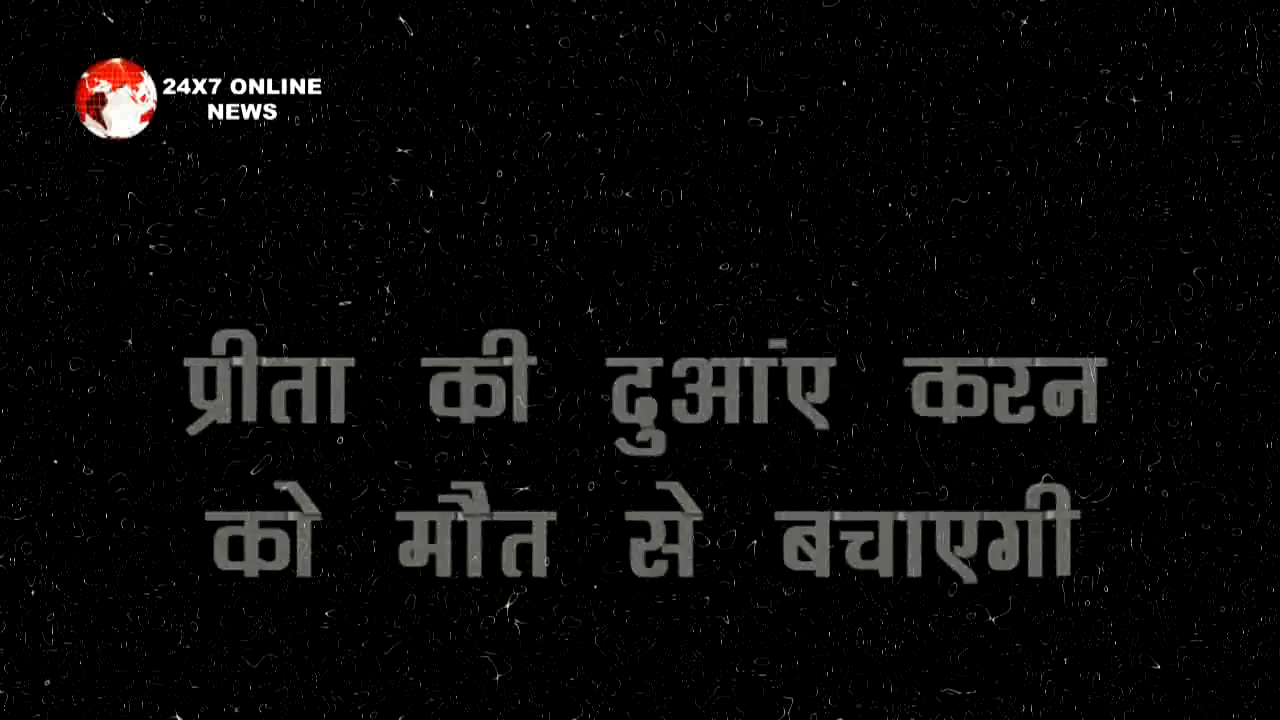 24X7 ONLINE
NEWS
प्रीता की दुआंए करन
को मौत से बचाएगी